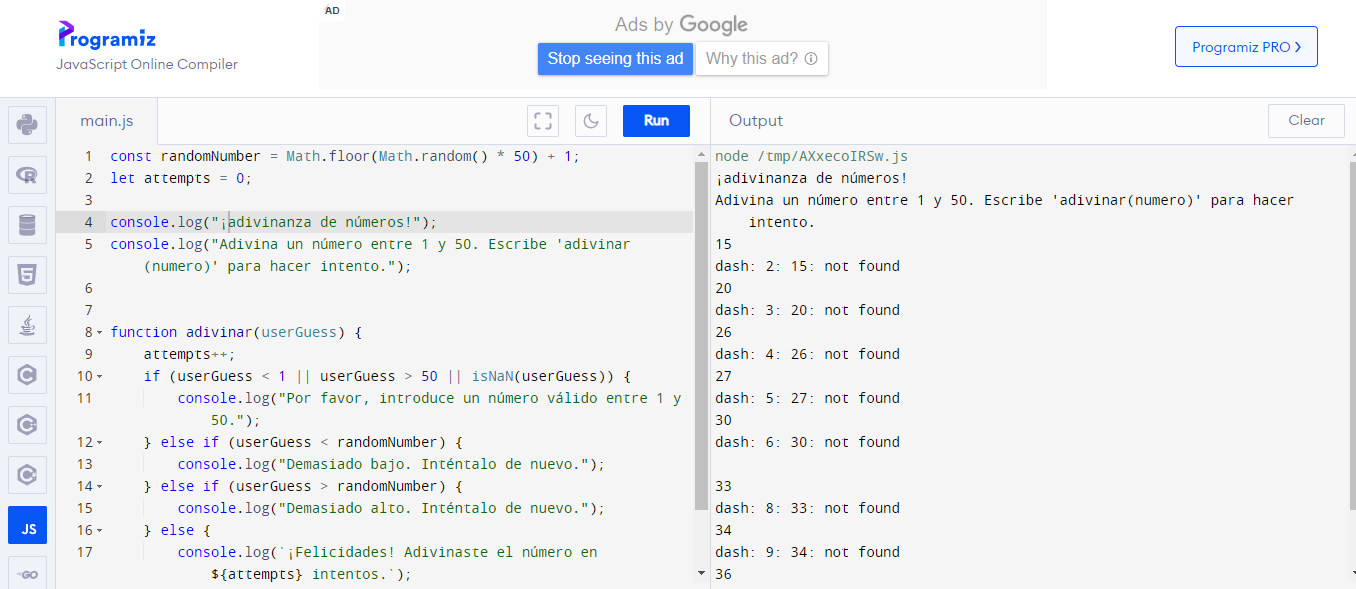 AD
Programiz
JavaScript Online Compiler
Ads by Google
Stop seeing this ad
Why this ad?
Programiz PRO
main.js
Run
Output
Clear
1 const randomNumber = Math.floor(Math.random() * 50) + 1;
2 let attempts = 0;
3
4 console.log("¡adivinanza de números!");
5 console.log("Adivina un número entre 1 y 50. Escribe 'adivinar
(numero)' para hacer intento.");
6
7
8 function adivinar(userGuess) {
9 attempts++;
10 if (userGuess < 1 || userGuess > 50 || isNaN(userGuess)) {
11 console.log("Por favor, introduce un número válido entre 1 y
50.");
12 } else if (userGuess < randomNumber) {
13 console.log("Demasiado bajo. Inténtalo de nuevo.");
14 } else if (userGuess > randomNumber) {
15 console.log("Demasiado alto. Inténtalo de nuevo.");
16 } else {
17 console.log(`¡Felicidades! Adivinaste el número en
${attempts} intentos.`);
node /tmp/AXxecoIRSw.js
¡adivinanza de números!
Adivina un número entre 1 y 50. Escribe 'adivinar(numero)' para hacer
intento.
15
dash: 2: 15: not found
20
dash: 3: 20: not found
26
dash: 4: 26: not found
27
dash: 5: 27: not found
30
dash: 6: 30: not found
33
dash: 8: 33: not found
34
dash: 9: 34: not found
36
R
5
C
C
C
JS
GO